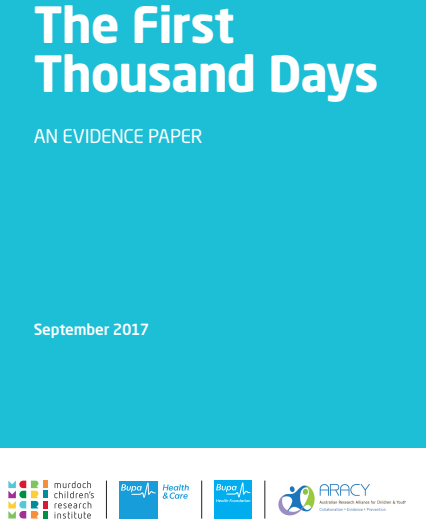 The First
Thousand Days
AN EVIDENCE PAPER
September 2017
murdoch
children's
research
institute
Bupa
Health
& Care
Bupa
Health Foundation
ARACY
Australian Research Alliance for Children & Youth
Collaboration • Evidence • Prevention